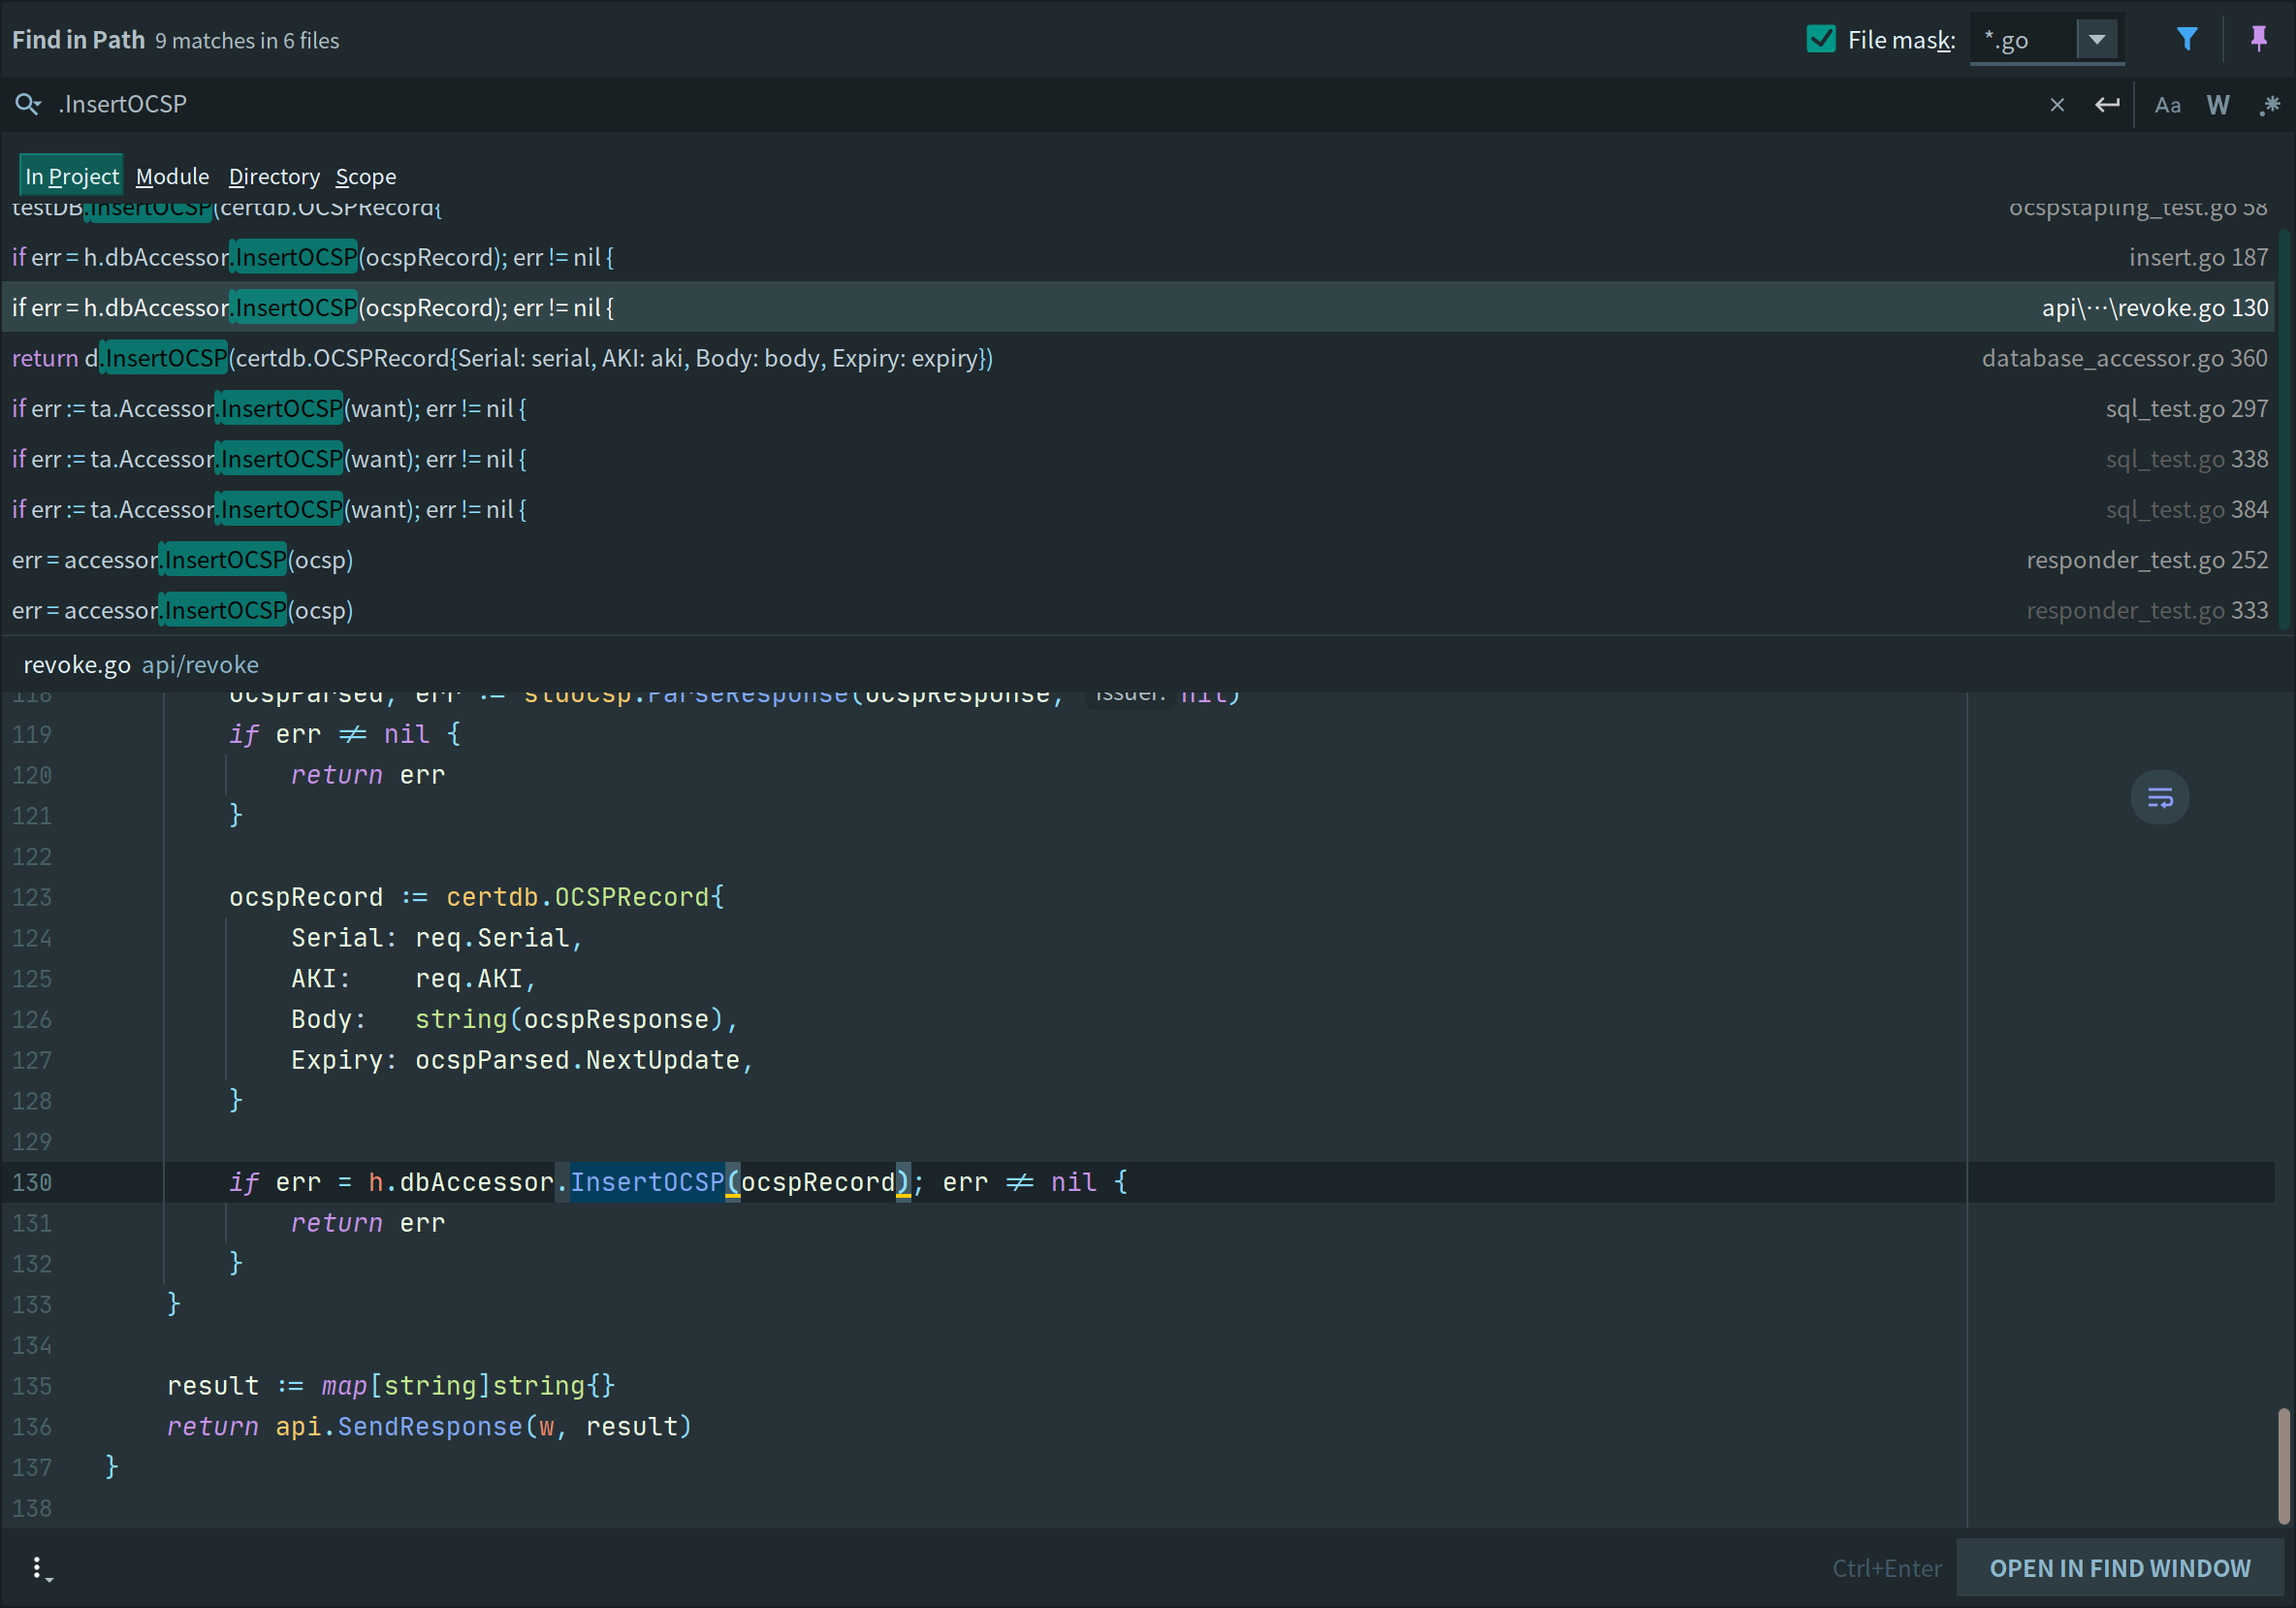 Find in Path 9 matches in 6 files File mask: *.go
.InsertOCSP Aa W .*
In Project Module Directory Scope
testDB.InsertOCSP(certdb.OCSPRecord{ ocspstapling_test.go 58
if err = h.dbAccessor.InsertOCSP(ocspRecord); err != nil { insert.go 187
if err = h.dbAccessor.InsertOCSP(ocspRecord); err != nil { api\···\revoke.go 130
return d.InsertOCSP(certdb.OCSPRecord{Serial: serial, AKI: aki, Body: body, Expiry: expiry}) database_accessor.go 360
if err := ta.Accessor.InsertOCSP(want); err != nil { sql_test.go 297
if err := ta.Accessor.InsertOCSP(want); err != nil { sql_test.go 338
if err := ta.Accessor.InsertOCSP(want); err != nil { sql_test.go 384
err = accessor.InsertOCSP(ocsp) responder_test.go 252
err = accessor.InsertOCSP(ocsp) responder_test.go 333
revoke.go api/revoke
118 ocspParsed, err := stdocsp.ParseResponse(ocspResponse, issuer: nil)
119 if err ≠ nil {
120 return err
121 }
122
123 ocspRecord := certdb.OCSPRecord{
124 Serial: req.Serial,
125 AKI: req.AKI,
126 Body: string(ocspResponse),
127 Expiry: ocspParsed.NextUpdate,
128 }
129
130 if err = h.dbAccessor.InsertOCSP(ocspRecord); err ≠ nil {
131 return err
132 }
133 }
134
135 result := map[string]string{}
136 return api.SendResponse(w, result)
137 }
138
Ctrl+Enter OPEN IN FIND WINDOW